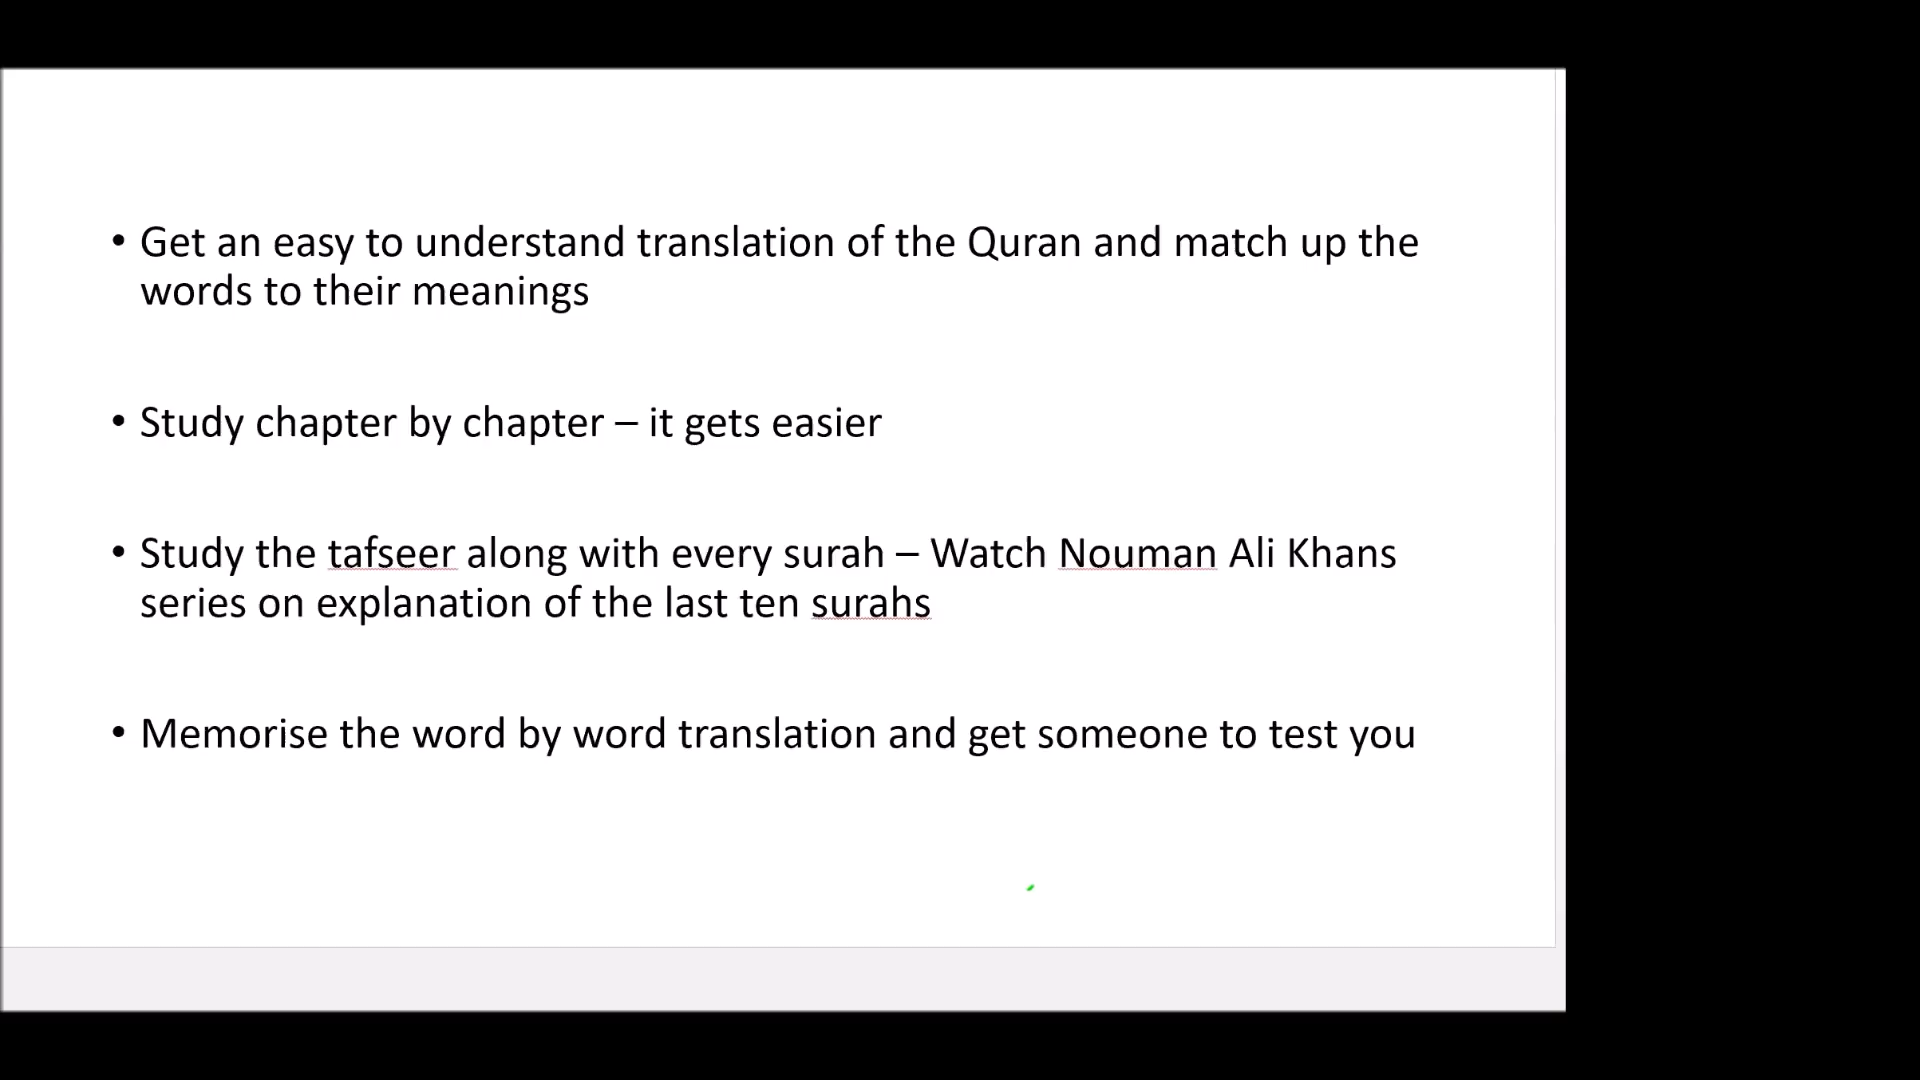 • Get an easy to understand translation of the Quran and match up the
words to their meanings
• Study chapter by chapter – it gets easier
• Study the tafseer along with every surah – Watch Nouman Ali Khans
series on explanation of the last ten surahs
• Memorise the word by word translation and get someone to test you